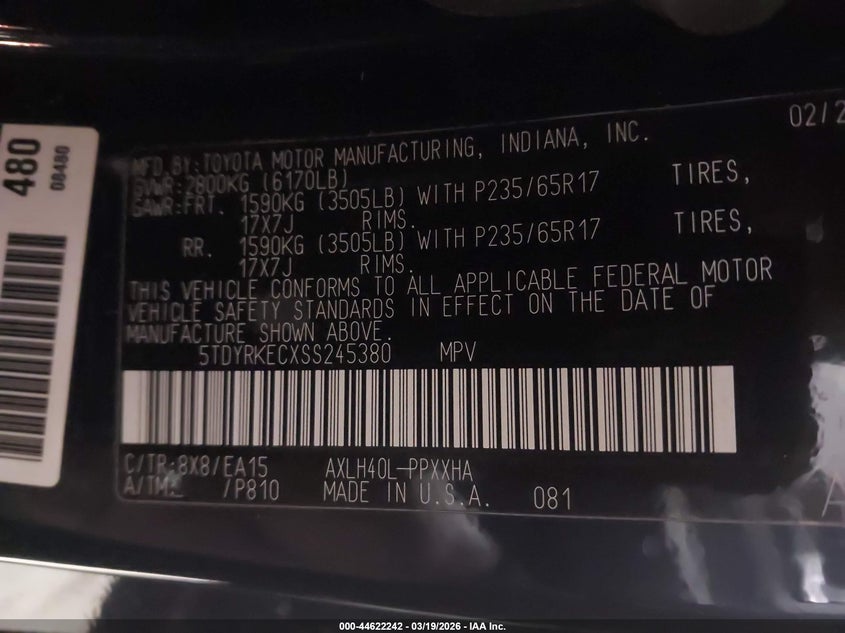 480
08480
02/2
MFD.BY:TOYOTA MOTOR MANUFACTURING, INDIANA, INC.
GVWR:2800KG (6170LB)
GAWR:FRT. 1590KG (3505LB) WITH P235/65R17 TIRES,
17X7J RIMS.
RR. 1590KG (3505LB) WITH P235/65R17 TIRES,
17X7J RIMS.
THIS VEHICLE CONFORMS TO ALL APPLICABLE FEDERAL MOTOR
VEHICLE SAFETY STANDARDS IN EFFECT ON THE DATE OF
MANUFACTURE SHOWN ABOVE.
5TDYRKECXSS245380 MPV
C/TR:8X8/EA15 AXLH40L-PPXXHA
A/TM: /P810 MADE IN U.S.A. 081
000-44622242 - 03/19/2026 - IAA Inc.